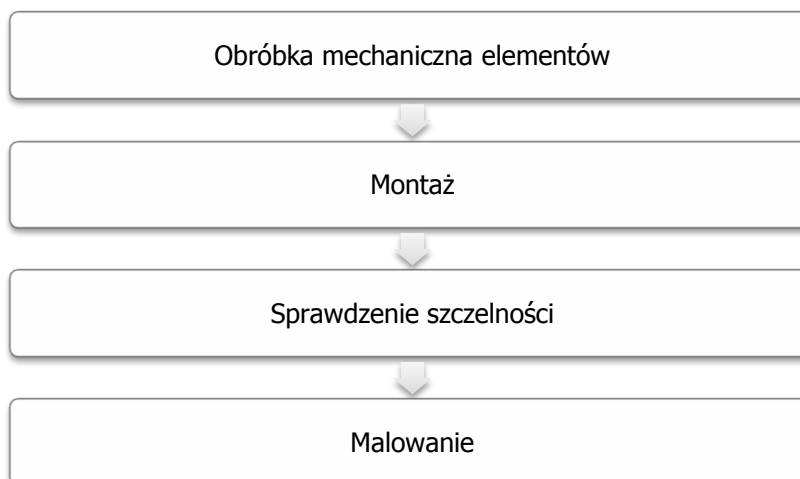 Obróbka mechaniczna elementów
Montaż
Sprawdzenie szczelności
Malowanie